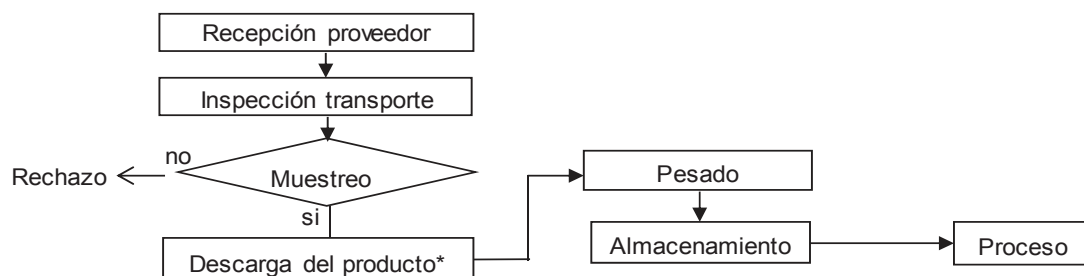 Recepción proveedor
Inspección transporte
no
Rechazo
Muestreo
si
Descarga del producto*
Pesado
Almacenamiento
Proceso